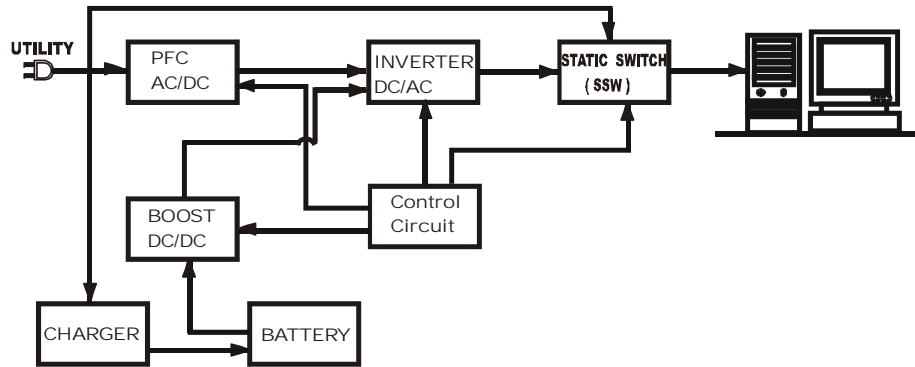 UTILITY
PFC
AC/DC
INVERTER
DC/AC
STATIC SWITCH
(SSW)
BOOST
DC/DC
Control
Circuit
CHARGER
BATTERY